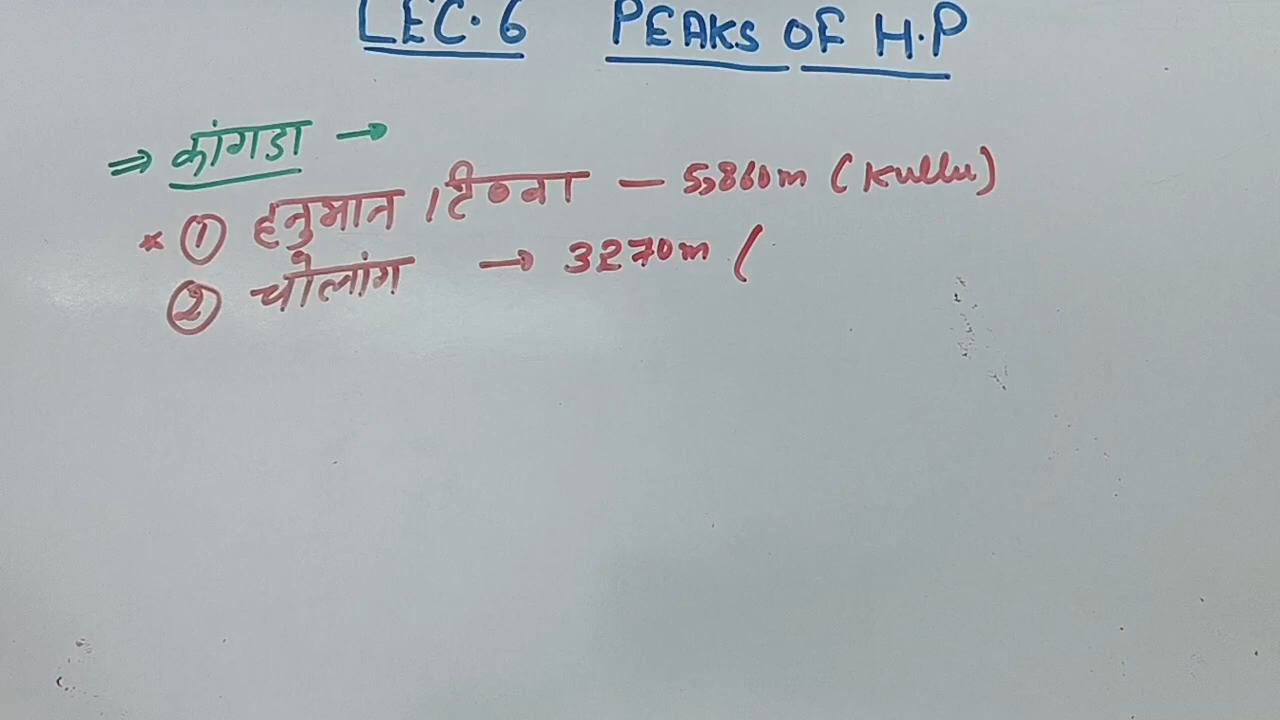 LEC. 6 PEAKS OF H.P
⇒ कांगडा →
* ① हनुमान टिब्बा — 5,860m (Kullu)
② चोलांग → 3270m (